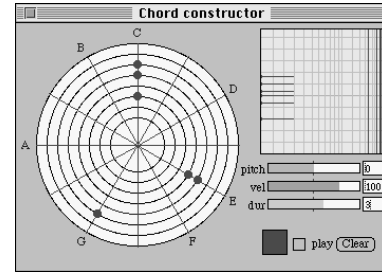 Chord constructor
C
B
D
A
pitch 0
vel 100
dur 3
E
G
F
play Clear